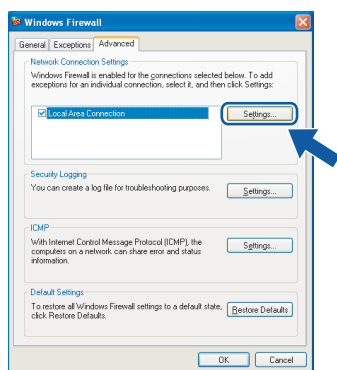 Windows Firewall
General Exceptions Advanced
Network Connection Settings
Windows Firewall is enabled for the connections selected below. To add
exceptions for an individual connection, select it, and then click Settings:
Local Area Connection
Settings...
Security Logging
You can create a log file for troubleshooting purposes.
Settings...
ICMP
With Internet Control Message Protocol (ICMP), the
computers on a network can share error and status
information.
Settings...
Default Settings
To restore all Windows Firewall settings to a default state,
click Restore Defaults.
Restore Defaults
OK Cancel